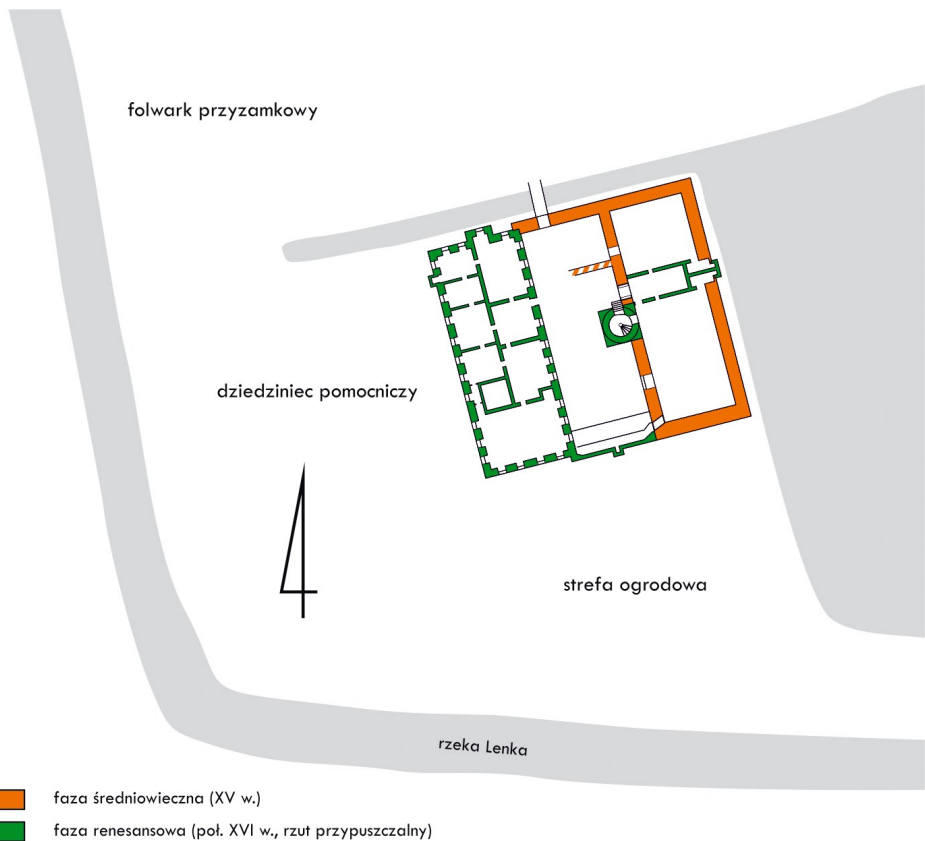 folwark przyzamkowy
dziedziniec pomocniczy
strefa ogrodowa
rzeka Lenka
faza średniowieczna (XV w.)
faza renesansowa (poł. XVI w., rzut przypuszczalny)